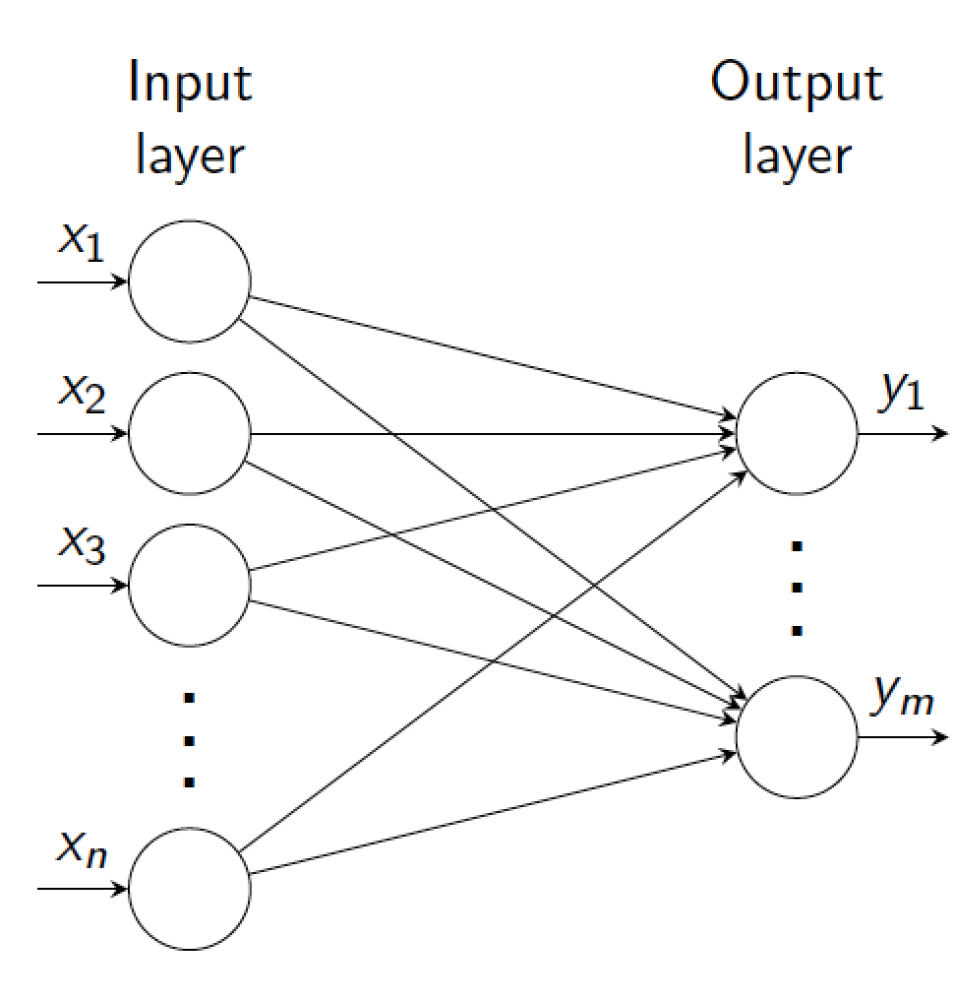 Input
layer
Output
layer
x₁
x₂
x₃
xₙ
y₁
yₘ